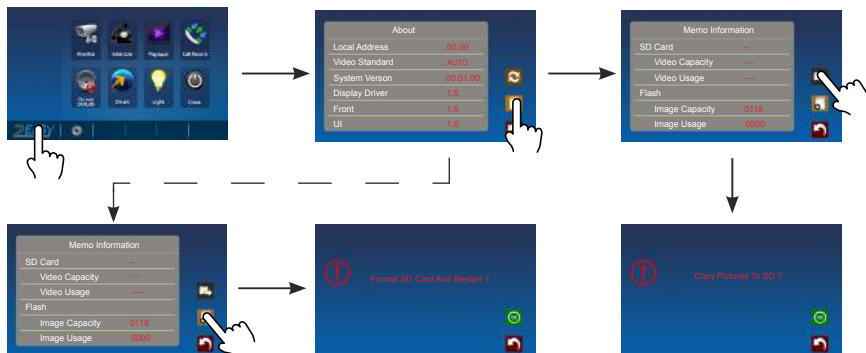 Monitor
Intercom
Playback
Call Record
Do not
Disturb
Divert
Light
Close
2EASY
About
Local Address 00.00
Video Standard AUTO
System Verson 00.01.00
Display Driver 1.0
Front 1.0
UI 1.0
Memo Information
SD Card --
Video Capacity ---
Video Usage ----
Flash
Image Capacity 0118
Image Usage 0000
Memo Information
SD Card --
Video Capacity ---
Video Usage ----
Flash
Image Capacity 0118
Image Usage 0000
Format SD Card And Restart ?
Copy Pictures To SD ?